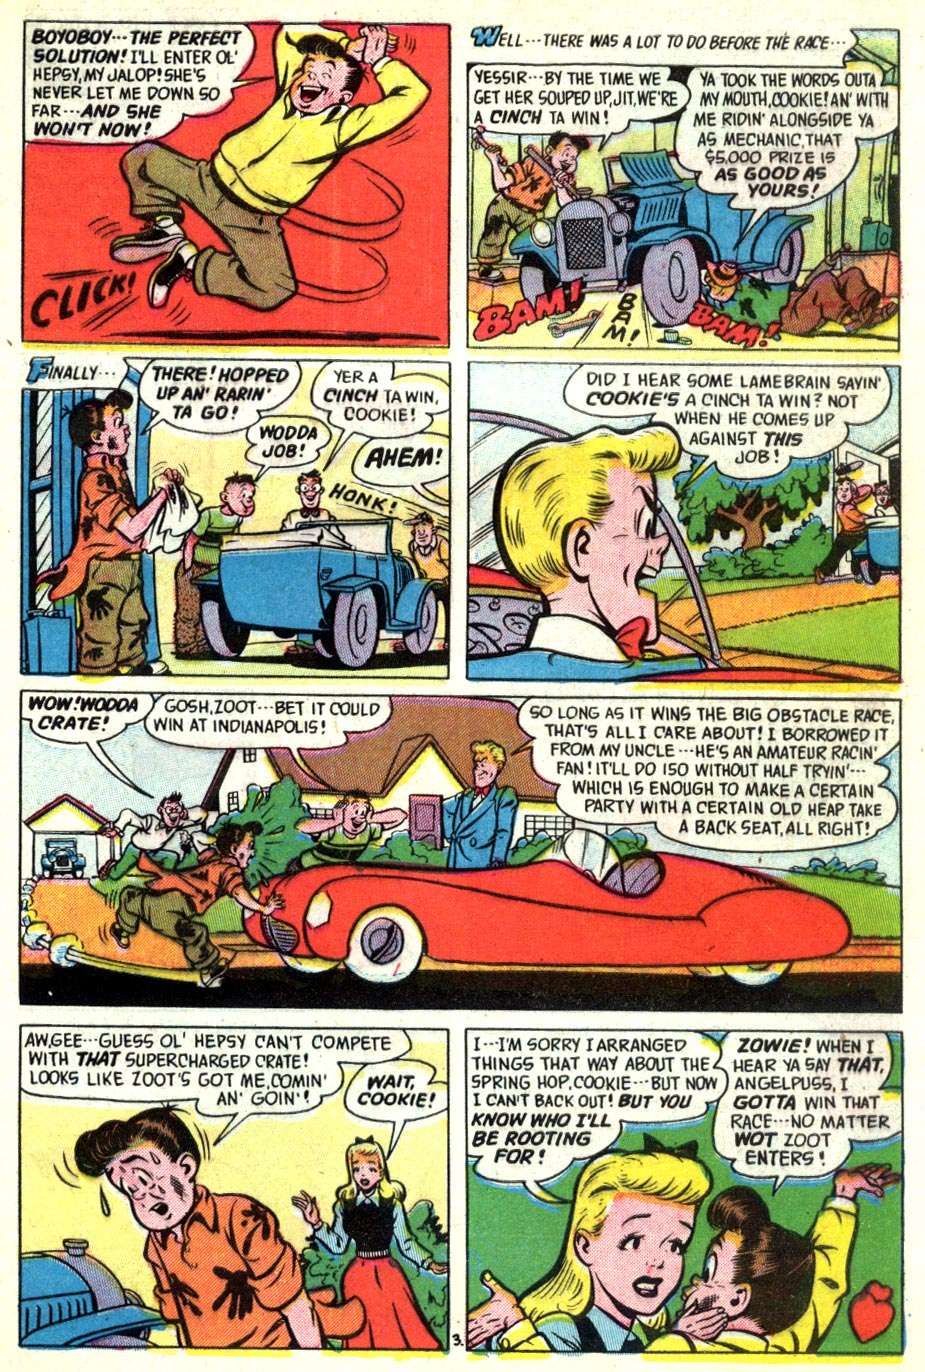 BOYOBOY---THE PERFECT
SOLUTION! I'LL ENTER OL'
HEPSY, MY JALOP! SHE'S
NEVER LET ME DOWN SO
FAR---AND SHE
WON'T NOW!
CLICK!
WELL---THERE WAS A LOT TO DO BEFORE THE RACE---
YESSIR---BY THE TIME WE
GET HER SOUPED UP, JIT, WE'RE
A CINCH TA WIN!
YA TOOK THE WORDS OUTA
MY MOUTH, COOKIE! AN' WITH
ME RIDIN' ALONGSIDE YA
AS MECHANIC, THAT
$5,000 PRIZE IS
AS GOOD AS
YOURS!
BAM!
BAM!
BAM!
FINALLY---
THERE! HOPPED
UP AN' RARIN'
TA GO!
WODDA
JOB!
YER A
CINCH TA WIN,
COOKIE!
AHEM!
HONK!
DID I HEAR SOME LAMEBRAIN SAYIN'
COOKIE'S A CINCH TA WIN? NOT
WHEN HE COMES UP
AGAINST THIS
JOB!
WOW! WODDA
CRATE!
GOSH, ZOOT---BET IT COULD
WIN AT INDIANAPOLIS!
SO LONG AS IT WINS THE BIG OBSTACLE RACE,
THAT'S ALL I CARE ABOUT! I BORROWED IT
FROM MY UNCLE---HE'S AN AMATEUR RACIN'
FAN! IT'LL DO 150 WITHOUT HALF TRYIN'---
WHICH IS ENOUGH TO MAKE A CERTAIN
PARTY WITH A CERTAIN OLD HEAP TAKE
A BACK SEAT, ALL RIGHT!
AW, GEE---GUESS OL' HEPSY CAN'T COMPETE
WITH THAT SUPERCHARGED CRATE!
LOOKS LIKE ZOOT'S GOT ME, COMIN'
AN' GOIN'!
WAIT,
COOKIE!
I---I'M SORRY I ARRANGED
THINGS THAT WAY ABOUT THE
SPRING HOP, COOKIE---BUT NOW
I CAN'T BACK OUT! BUT YOU
KNOW WHO I'LL
BE ROOTING
FOR!
ZOWIE! WHEN I
HEAR YA SAY THAT,
ANGELPUSS, I
GOTTA WIN THAT
RACE---NO MATTER
WOT ZOOT
ENTERS!
3.